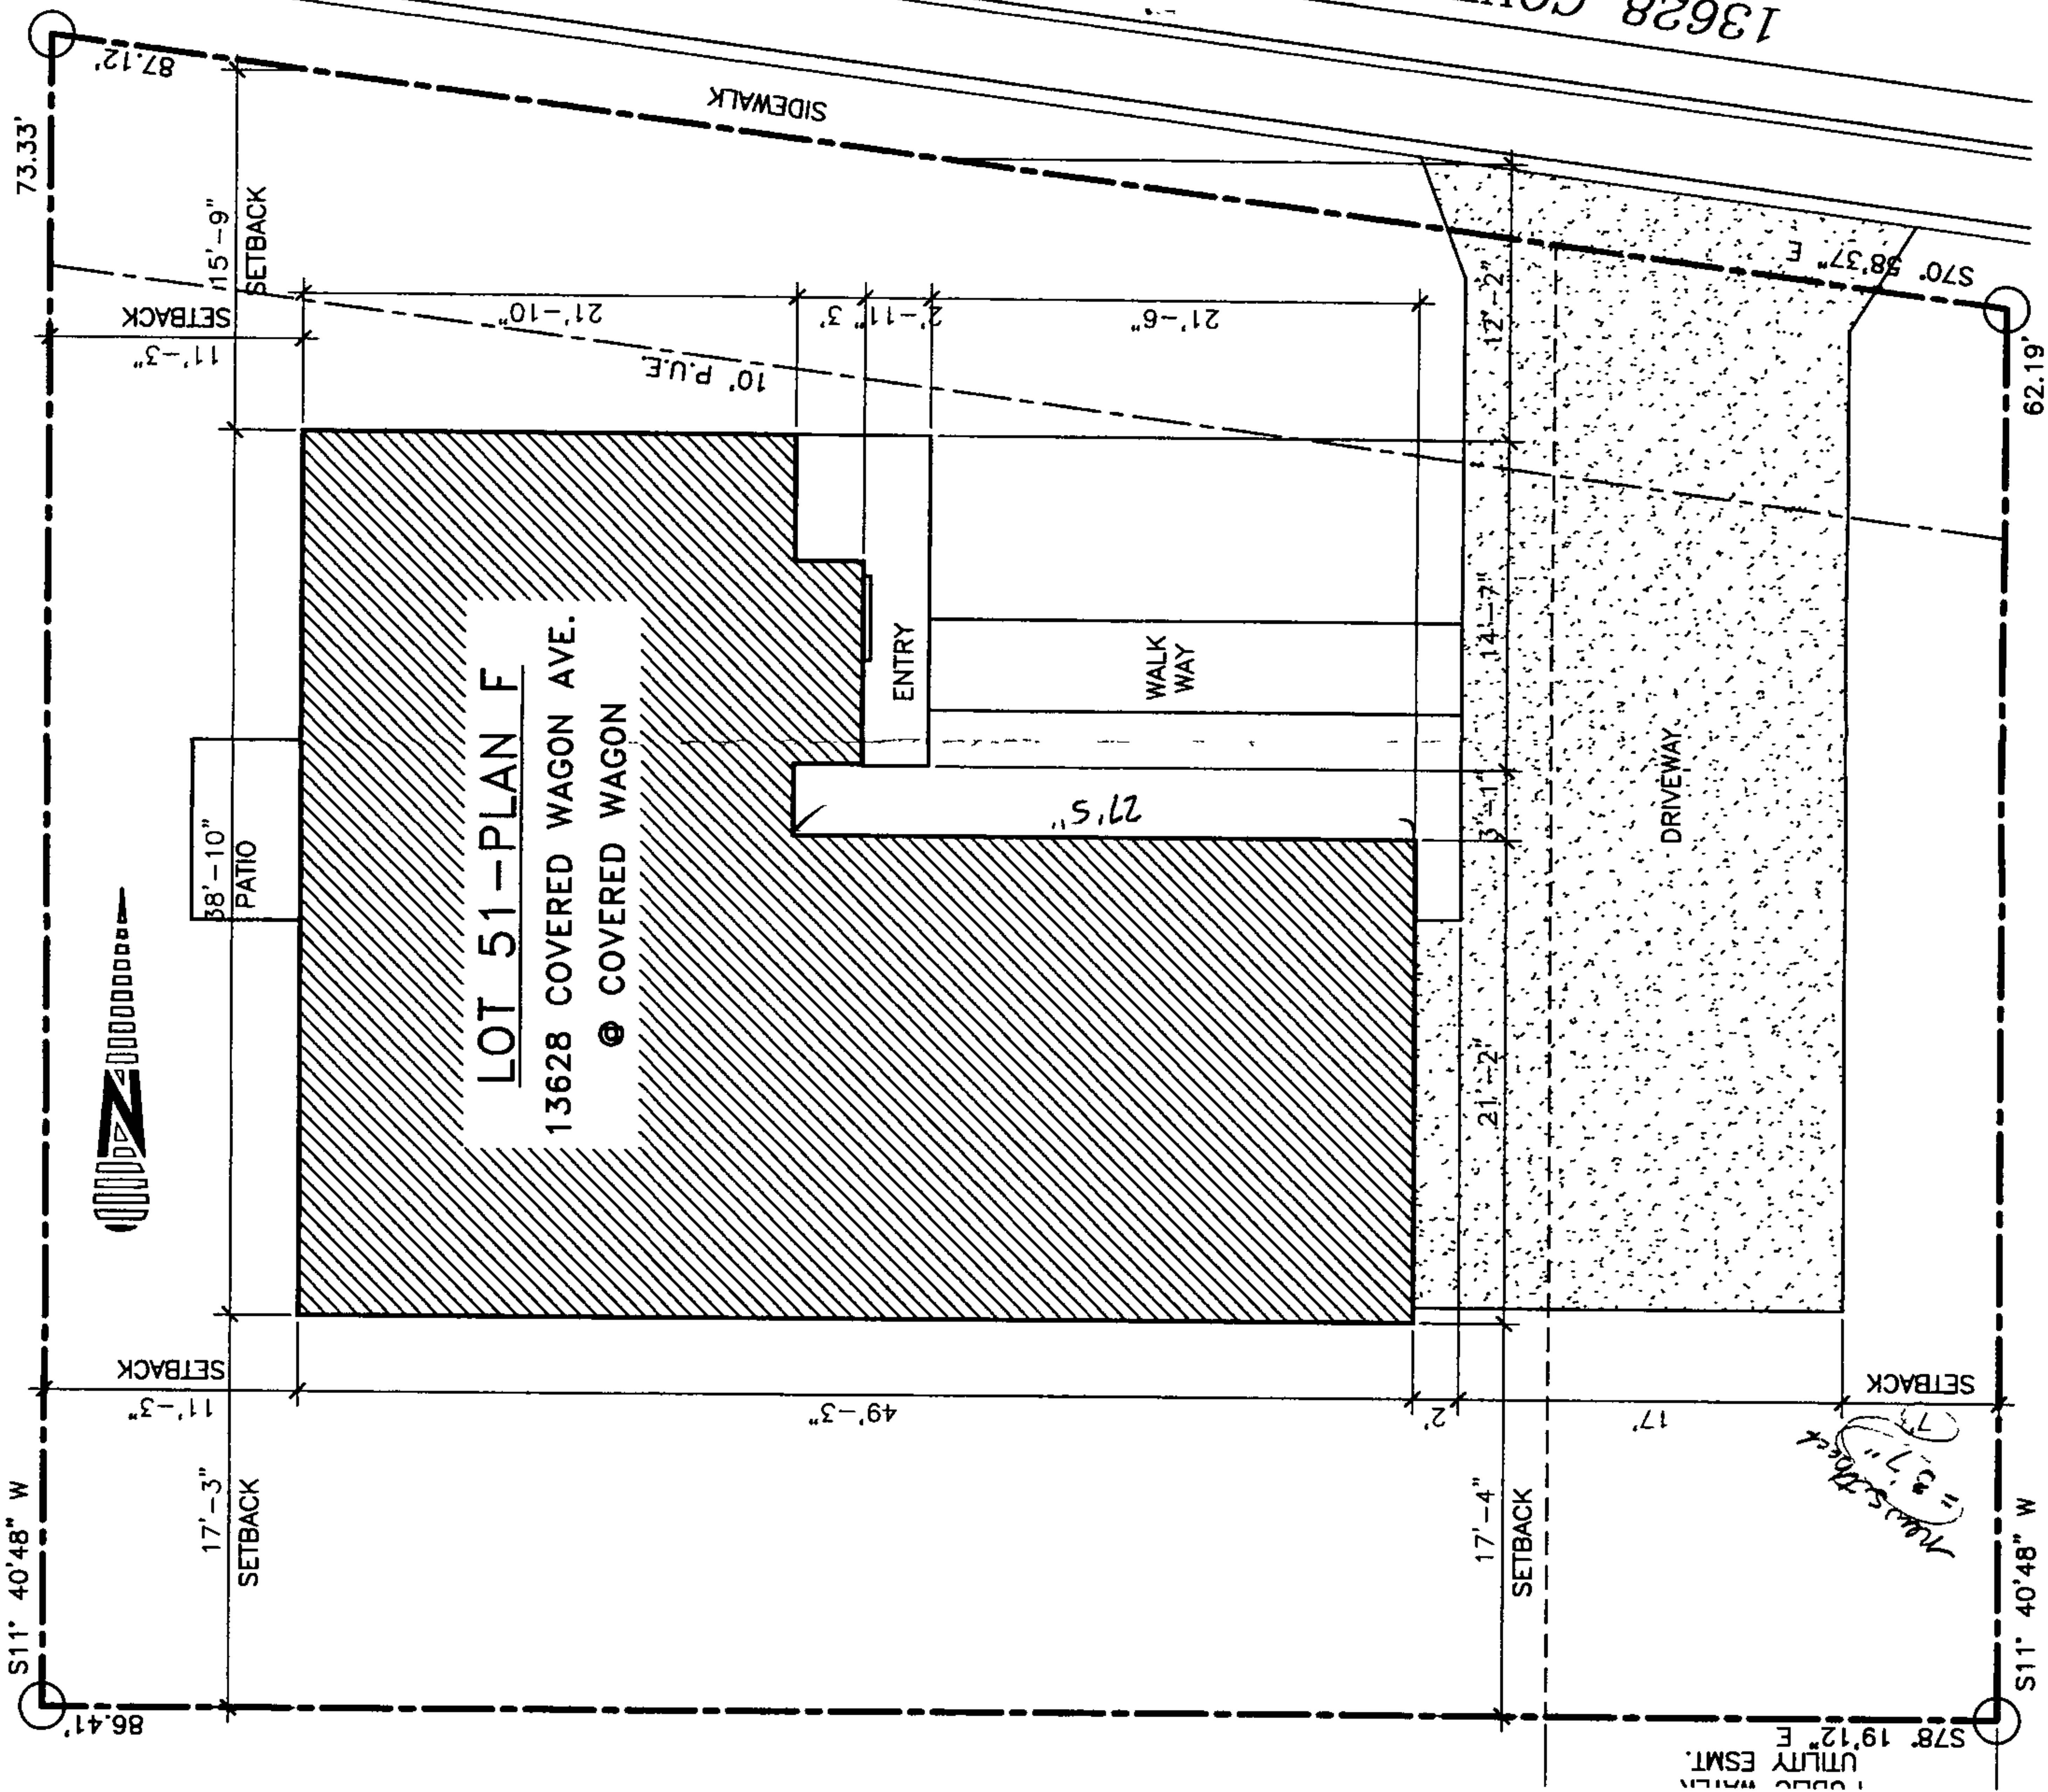 13628
SIDEWALK
87.12'
73.33'
15'-9"
SETBACK
SETBACK
11'-3"
21'-10"
3'
2'-11"
21'-6"
12'-2"
S70° 58'37" E
62.19'
10' P.U.E.
LOT 51-PLAN F
13628 COVERED WAGON AVE.
@ COVERED WAGON
ENTRY
WALK
WAY
14'-7"
DRIVEWAY
38'-10"
PATIO
27'5"
3'-1"
21'-2"
N
SETBACK
11'-3"
49'-3"
2'
17'
SETBACK
7'
new setback
S11° 40'48" W
17'-3"
SETBACK
17'-4"
SETBACK
S11° 40'48" W
86.41'
S78° 19'12" E
UTILITY ESMT.